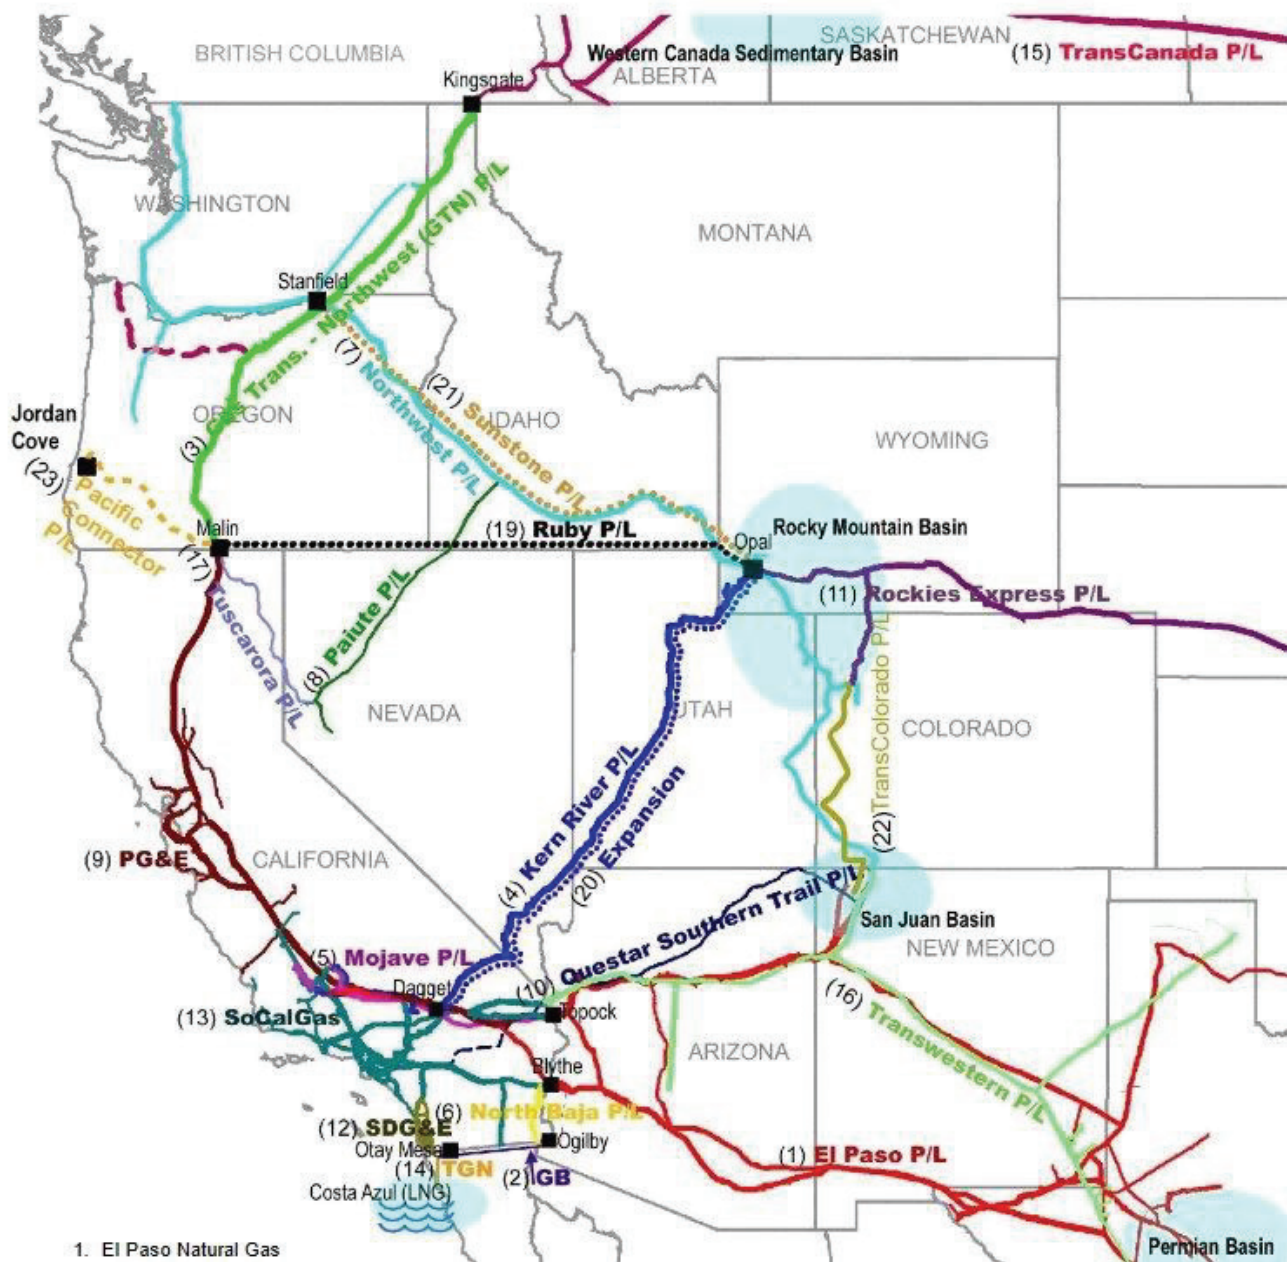 BRITISH COLUMBIA
SASKATCHEWAN
Western Canada Sedimentary Basin
(15) TransCanada P/L
ALBERTA
Kingsgate
WASHINGTON
MONTANA
Stanfield
(3) Gas Trans. - Northwest (GTN) P/L
(7) Northwest P/L
(21) Sunstone P/L
OREGON
IDAHO
WYOMING
Jordan
Cove
(23)
Pacific
Connector
P/L
Malin
(19) Ruby P/L
Rocky Mountain Basin
Opal
(17) Tuscarora P/L
(8) Paiute P/L
(11) Rockies Express P/L
NEVADA
UTAH
COLORADO
(22) TransColorado P/L
(4) Kern River P/L
(20) Expansion
(9) PG&E
CALIFORNIA
Questar Southern Trail P/L
(10)
San Juan Basin
NEW MEXICO
(5) Mojave P/L
Dagget
Topock
(13) SoCalGas
(16) Transwestern P/L
ARIZONA
Blythe
(6) North Baja P/L
(12) SDG&E
Otay Mesa
Ogilby
(14) TGN
(2) GB
(1) El Paso P/L
Costa Azul (LNG)
Permian Basin
1. El Paso Natural Gas